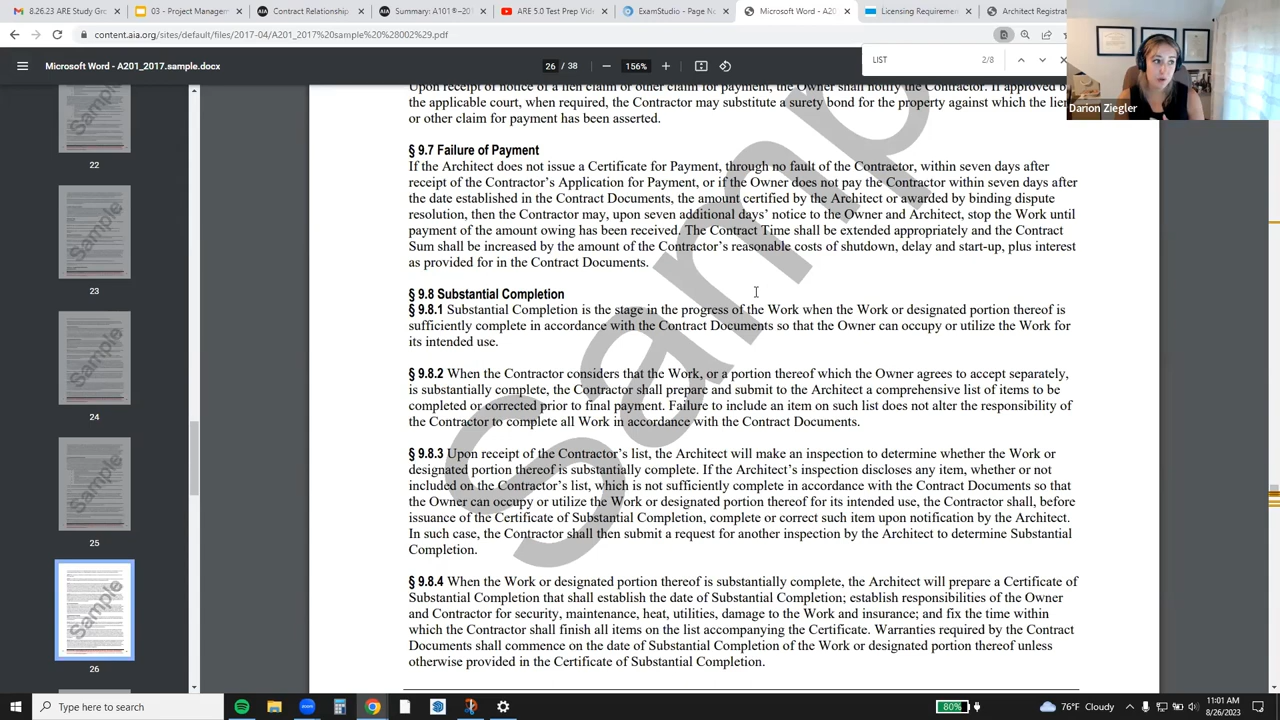 8.26.23 ARE Study Gro
03 - Project Managem
AIA Contract Relationship
AIA Summary: A101®–201
ARE 5.0 Test Prep Vide
ExamStudio - Page No
Microsoft Word - A20
Licensing Requiremen
Architect Registrat
content.aia.org/sites/default/files/2017-04/A201_2017%20sample%20%28002%29.pdf
Microsoft Word - A201_2017.sample.docx
26 / 38
156%
LIST
2/8
Darion Ziegler
22
23
24
25
26
Upon receipt of notice of a lien claim or other claim for payment, the Owner shall notify the Contractor. If approved by
the applicable court, when required, the Contractor may substitute a surety bond for the property against which the lien
or other claim for payment has been asserted.
§ 9.7 Failure of Payment
If the Architect does not issue a Certificate for Payment, through no fault of the Contractor, within seven days after
receipt of the Contractor's Application for Payment, or if the Owner does not pay the Contractor within seven days after
the date established in the Contract Documents, the amount certified by the Architect or awarded by binding dispute
resolution, then the Contractor may, upon seven additional days' notice to the Owner and Architect, stop the Work until
payment of the amount owing has been received. The Contract Time shall be extended appropriately and the Contract
Sum shall be increased by the amount of the Contractor's reasonable costs of shutdown, delay and start-up, plus interest
as provided for in the Contract Documents.
§ 9.8 Substantial Completion
§ 9.8.1 Substantial Completion is the stage in the progress of the Work when the Work or designated portion thereof is
sufficiently complete in accordance with the Contract Documents so that the Owner can occupy or utilize the Work for
its intended use.
§ 9.8.2 When the Contractor considers that the Work, or a portion thereof which the Owner agrees to accept separately,
is substantially complete, the Contractor shall prepare and submit to the Architect a comprehensive list of items to be
completed or corrected prior to final payment. Failure to include an item on such list does not alter the responsibility of
the Contractor to complete all Work in accordance with the Contract Documents.
§ 9.8.3 Upon receipt of the Contractor's list, the Architect will make an inspection to determine whether the Work or
designated portion thereof is substantially complete. If the Architect's inspection discloses any item, whether or not
included on the Contractor's list, which is not sufficiently complete in accordance with the Contract Documents so that
the Owner can occupy or utilize the Work or designated portion thereof for its intended use, the Contractor shall, before
issuance of the Certificate of Substantial Completion, complete or correct such item upon notification by the Architect.
In such case, the Contractor shall then submit a request for another inspection by the Architect to determine Substantial
Completion.
§ 9.8.4 When the Work or designated portion thereof is substantially complete, the Architect will prepare a Certificate of
Substantial Completion that shall establish the date of Substantial Completion; establish responsibilities of the Owner
and Contractor for security, maintenance, heat, utilities, damage to the Work and insurance; and fix the time within
which the Contractor shall finish all items on the list accompanying the Certificate. Warranties required by the Contract
Documents shall commence on the date of Substantial Completion of the Work or designated portion thereof unless
otherwise provided in the Certificate of Substantial Completion.
Sample
Type here to search
80%
76°F Cloudy
11:01 AM
8/26/2023